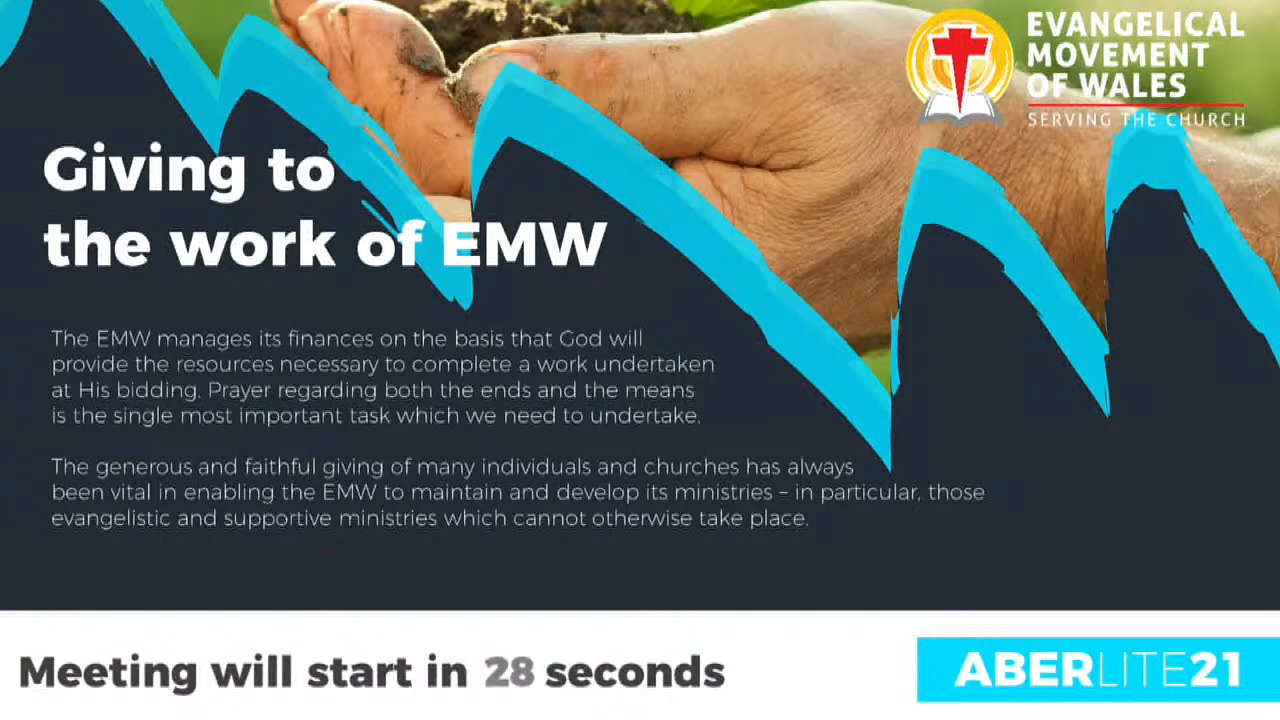 EVANGELICAL
MOVEMENT
OF WALES
SERVING THE CHURCH
Giving to
the work of EMW
The EMW manages its finances on the basis that God will
provide the resources necessary to complete a work undertaken
at His bidding. Prayer regarding both the ends and the means
is the single most important task which we need to undertake.
The generous and faithful giving of many individuals and churches has always
been vital in enabling the EMW to maintain and develop its ministries – in particular, those
evangelistic and supportive ministries which cannot otherwise take place.
Meeting will start in 28 seconds
ABERLITE21